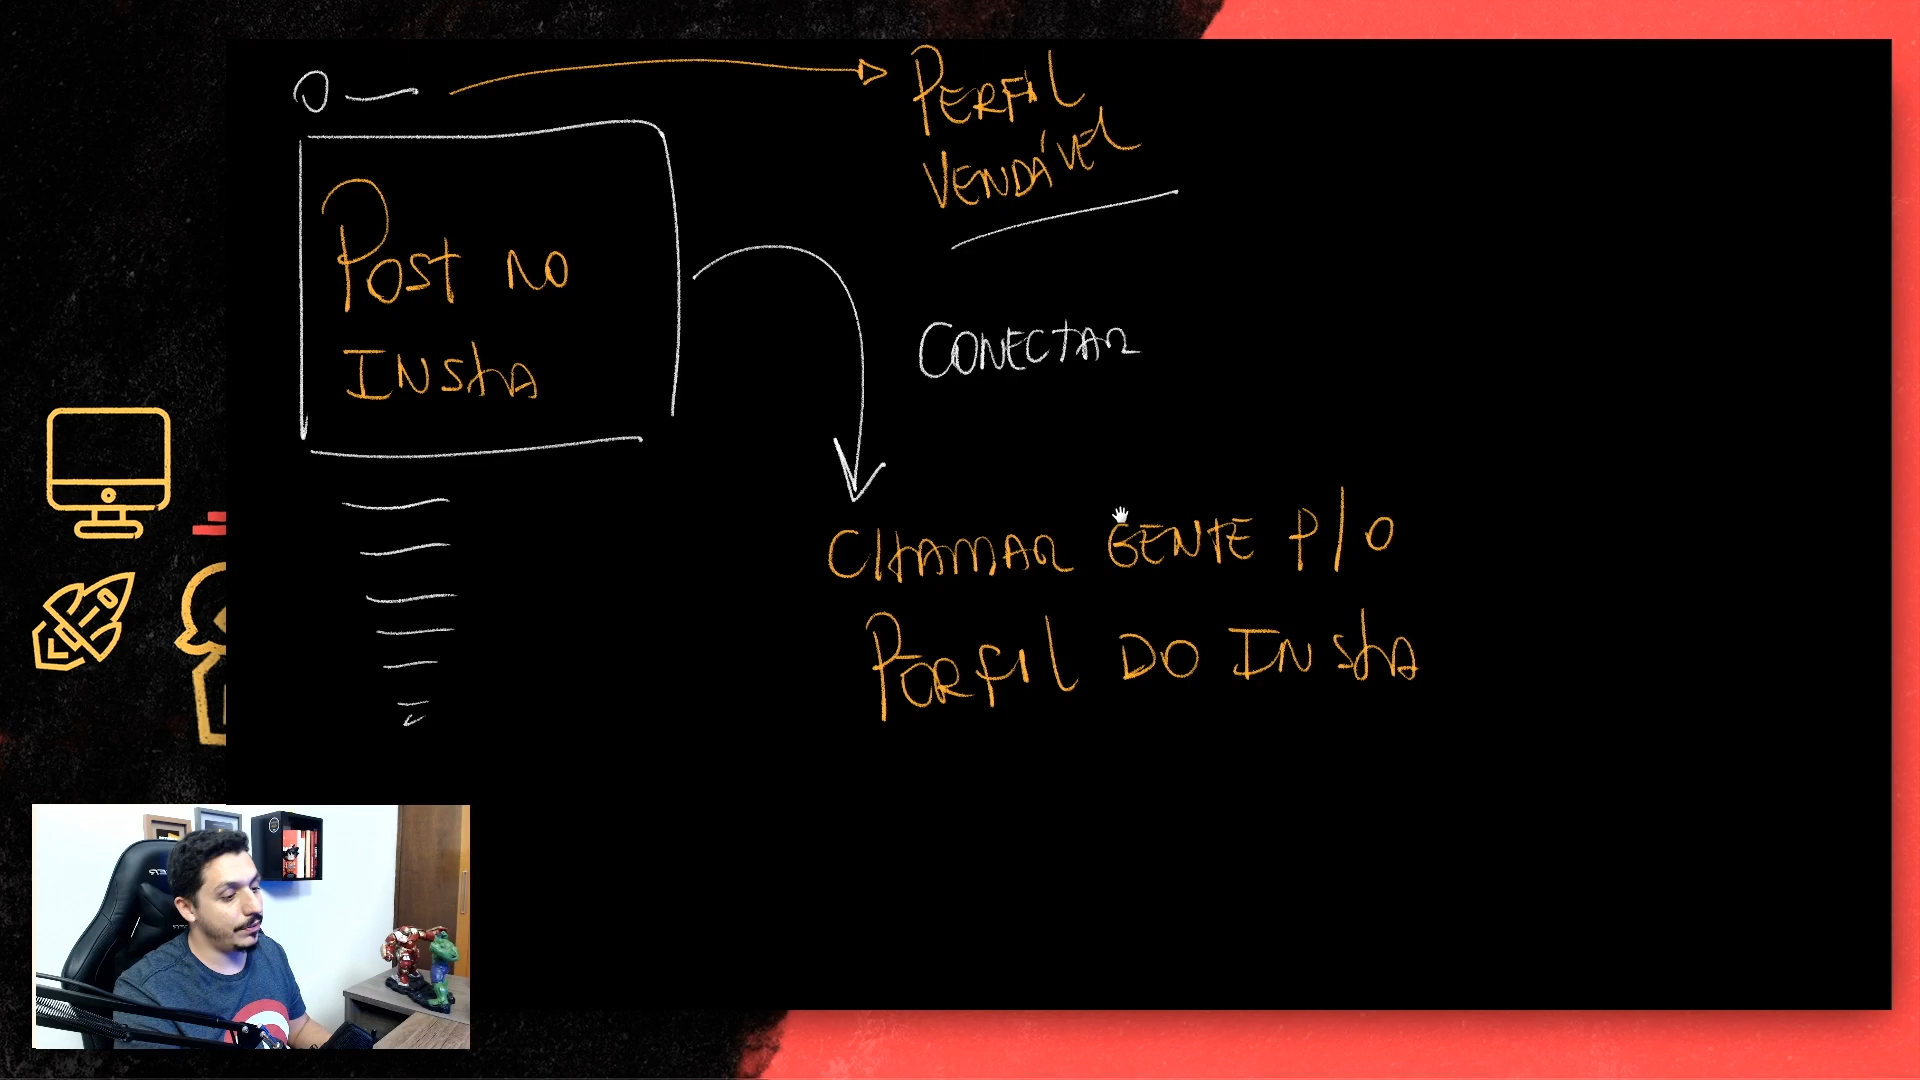 PERFIL
VENDÁVEL
POST NO
INSTA
CONECTAR
CHAMAR GENTE P/O
PERFIL DO INSTA